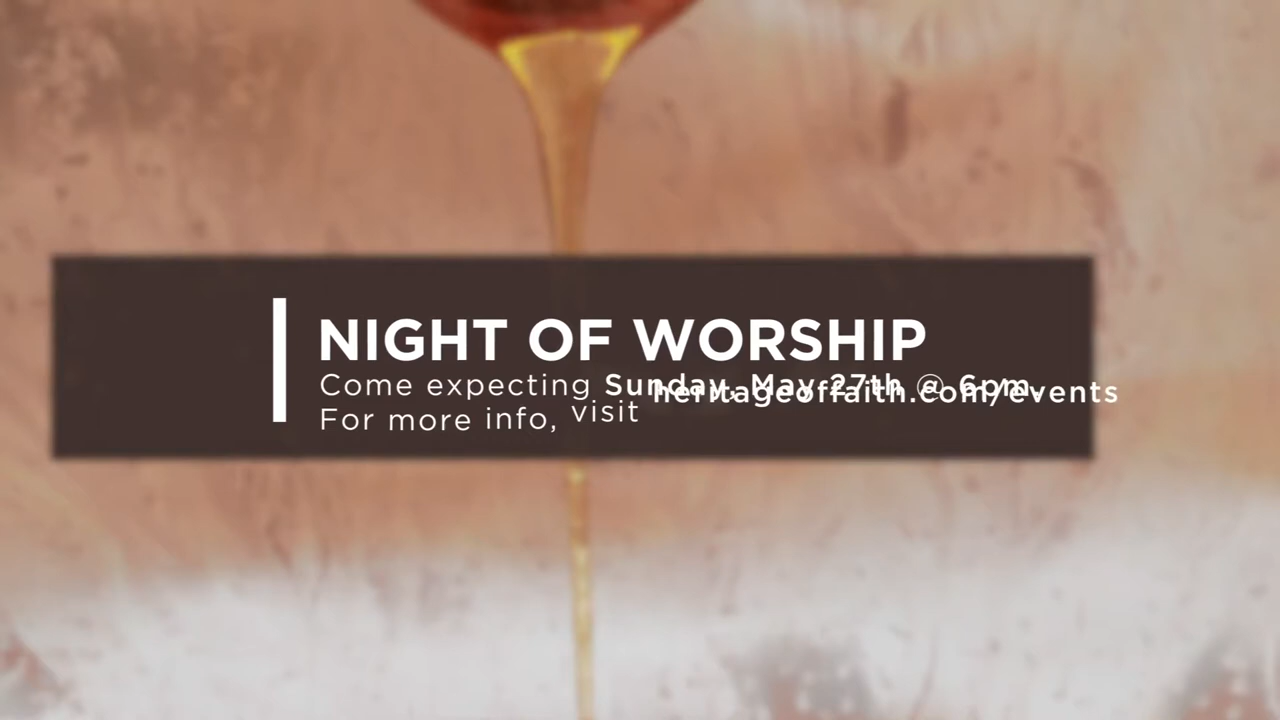 NIGHT OF WORSHIP
Come expecting Sunday, May 27th @ 6pm.
For more info, visit heritageoffaith.com/events